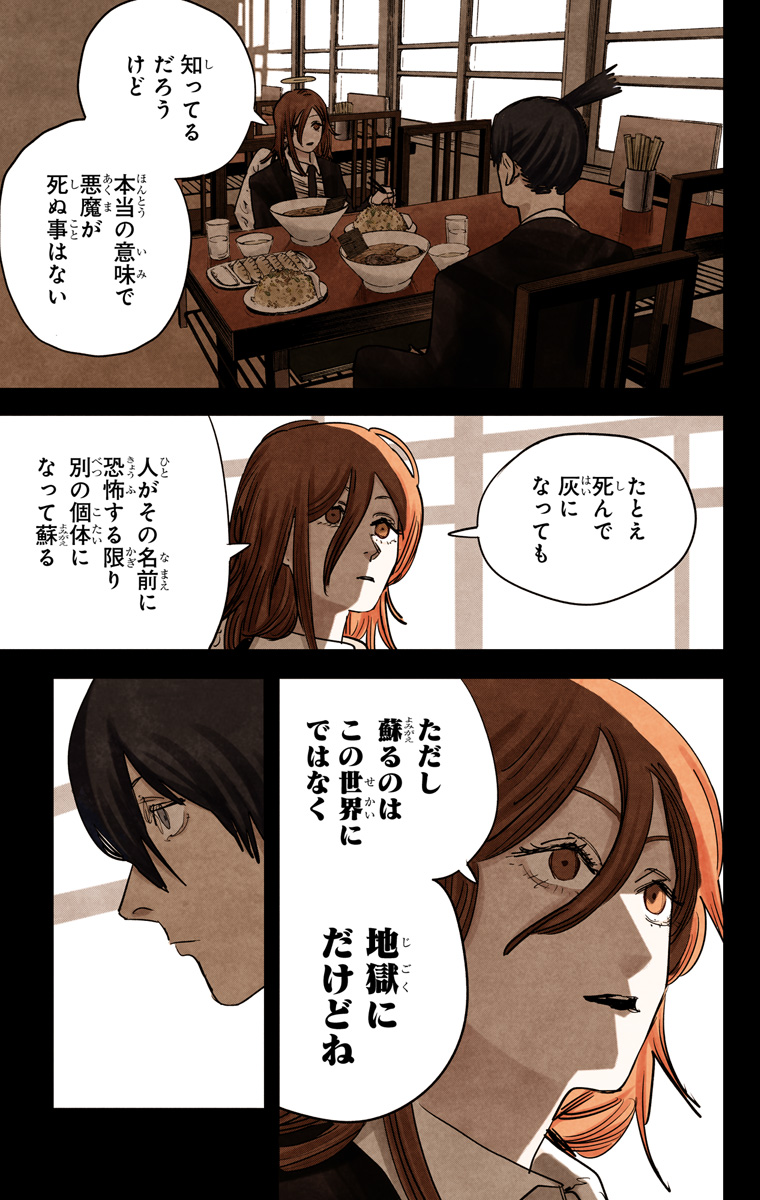 知ってる
だろう
けど
本当の意味で
悪魔が
死ぬ事はない
たとえ
死んで
灰に
なっても
人がその名前に
恐怖する限り
別の個体に
なって蘇る
ただし
蘇るのは
この世界に
ではなく
地獄に
だけどね